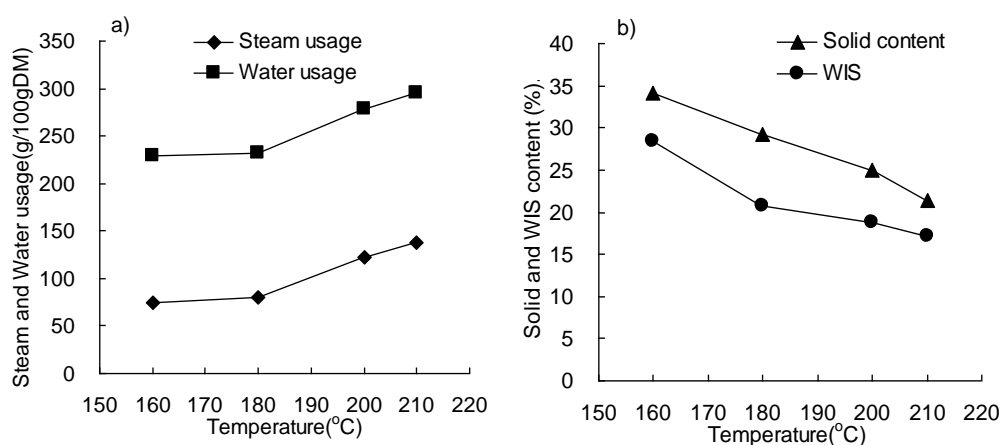 a)
Steam usage
Water usage
Steam and Water usage(g/100gDM)
350
300
250
200
150
100
50
0
150 160 170 180 190 200 210 220
Temperature(°C)
b)
Solid content
WIS
Solid and WIS content (%).
40
35
30
25
20
15
10
5
0
150 160 170 180 190 200 210 220
Temperature(°C)